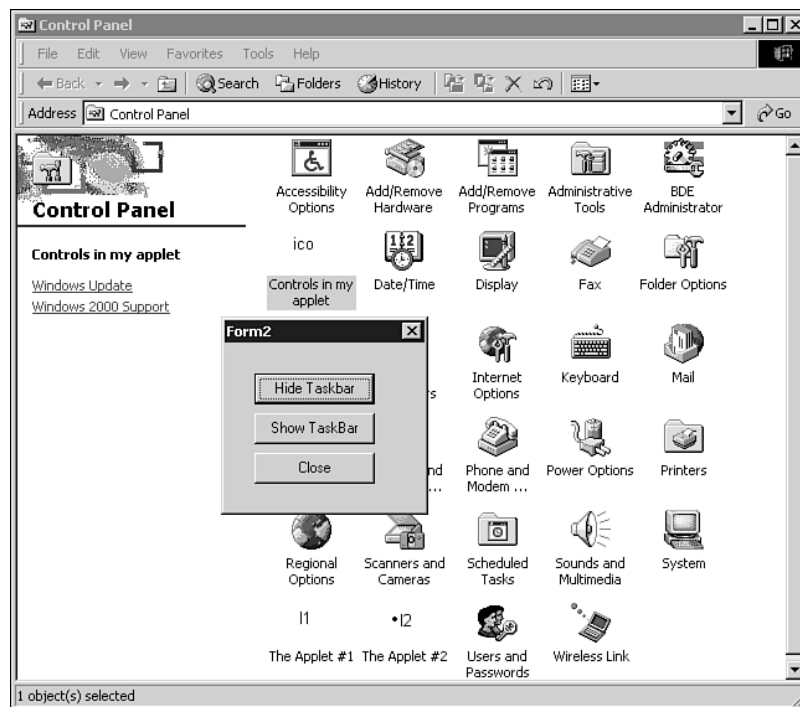 Control Panel
File Edit View Favorites Tools Help
Back Search Folders History
Address Control Panel Go
Control Panel
Controls in my applet
Windows Update
Windows 2000 Support
Accessibility Options
Add/Remove Hardware
Add/Remove Programs
Administrative Tools
BDE Administrator
ico
Controls in my applet
Date/Time
Display
Fax
Folder Options
Form2
Hide Taskbar
Show TaskBar
Close
rs
Internet Options
Keyboard
Mail
nd
...
Phone and Modem ...
Power Options
Printers
Regional Options
Scanners and Cameras
Scheduled Tasks
Sounds and Multimedia
System
I1
•I2
The Applet #1
The Applet #2
Users and Passwords
Wireless Link
1 object(s) selected